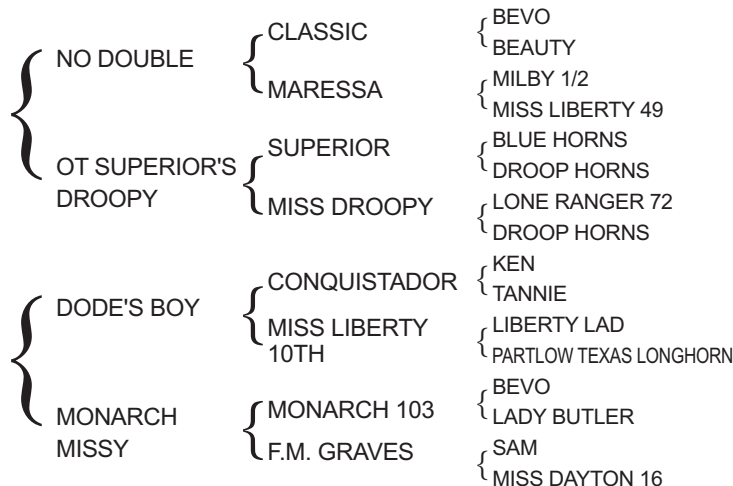 NO DOUBLE
CLASSIC
BEVO
BEAUTY
MARESSA
MILBY 1/2
MISS LIBERTY 49
OT SUPERIOR'S
DROOPY
SUPERIOR
BLUE HORNS
DROOP HORNS
MISS DROOPY
LONE RANGER 72
DROOP HORNS
DODE'S BOY
CONQUISTADOR
KEN
TANNIE
MISS LIBERTY
10TH
LIBERTY LAD
PARTLOW TEXAS LONGHORN
MONARCH
MISSY
MONARCH 103
BEVO
LADY BUTLER
F.M. GRAVES
SAM
MISS DAYTON 16